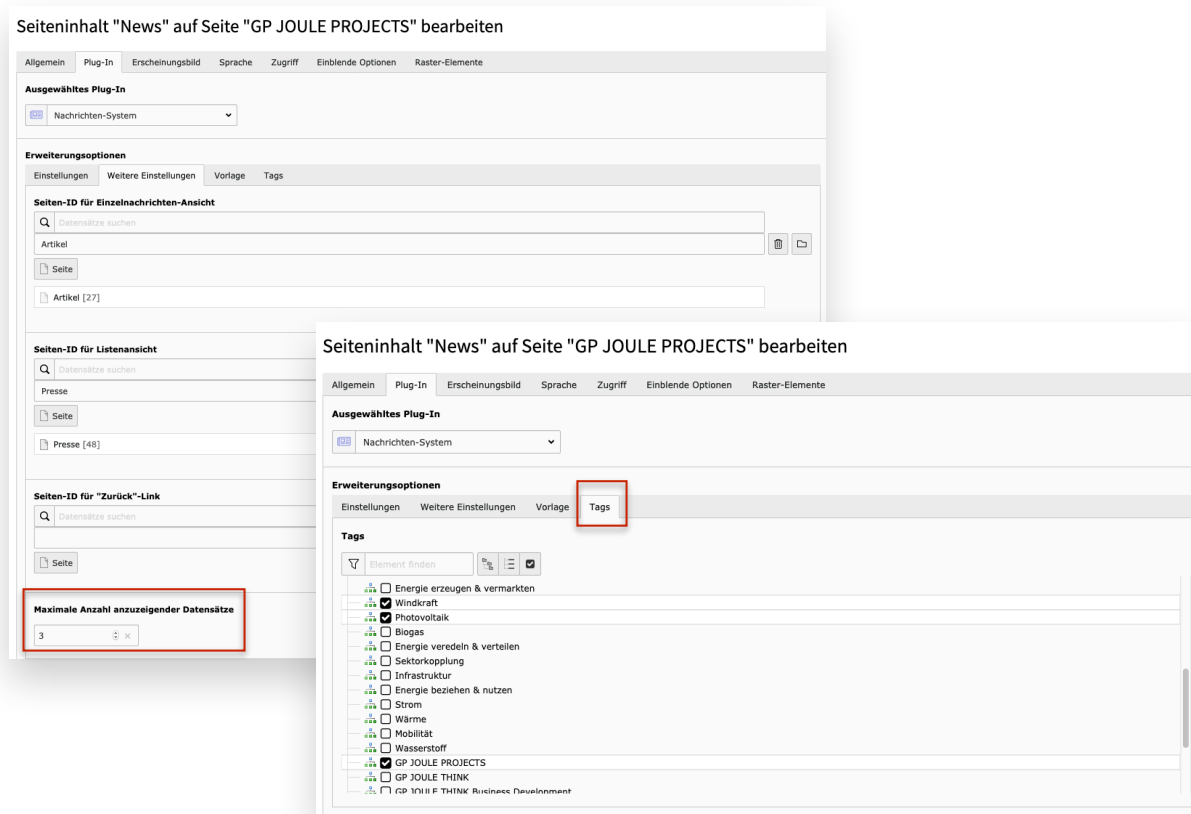 Seiteninhalt "News" auf Seite "GP JOULE PROJECTS" bearbeiten
Allgemein Plug-In Erscheinungsbild Sprache Zugriff Einblende Optionen Raster-Elemente
Ausgewähltes Plug-In
Nachrichten-System
Erweiterungsoptionen
Einstellungen Weitere Einstellungen Vorlage Tags
Seiten-ID für Einzelnachrichten-Ansicht
Datensätze suchen
Artikel
Seite
Artikel [27]
Seiten-ID für Listenansicht
Datensätze suchen
Presse
Seite
Presse [48]
Seiten-ID für "Zurück"-Link
Datensätze suchen
Seite
Maximale Anzahl anzuzeigender Datensätze
3
Seiteninhalt "News" auf Seite "GP JOULE PROJECTS" bearbeiten
Allgemein Plug-In Erscheinungsbild Sprache Zugriff Einblende Optionen Raster-Elemente
Ausgewähltes Plug-In
Nachrichten-System
Erweiterungsoptionen
Einstellungen Weitere Einstellungen Vorlage Tags
Tags
Element finden
Energie erzeugen & vermarkten
Windkraft
Photovoltaik
Biogas
Energie veredeln & verteilen
Sektorkopplung
Infrastruktur
Energie beziehen & nutzen
Strom
Wärme
Mobilität
Wasserstoff
GP JOULE PROJECTS
GP JOULE THINK
GP JOULE THINK Business Development